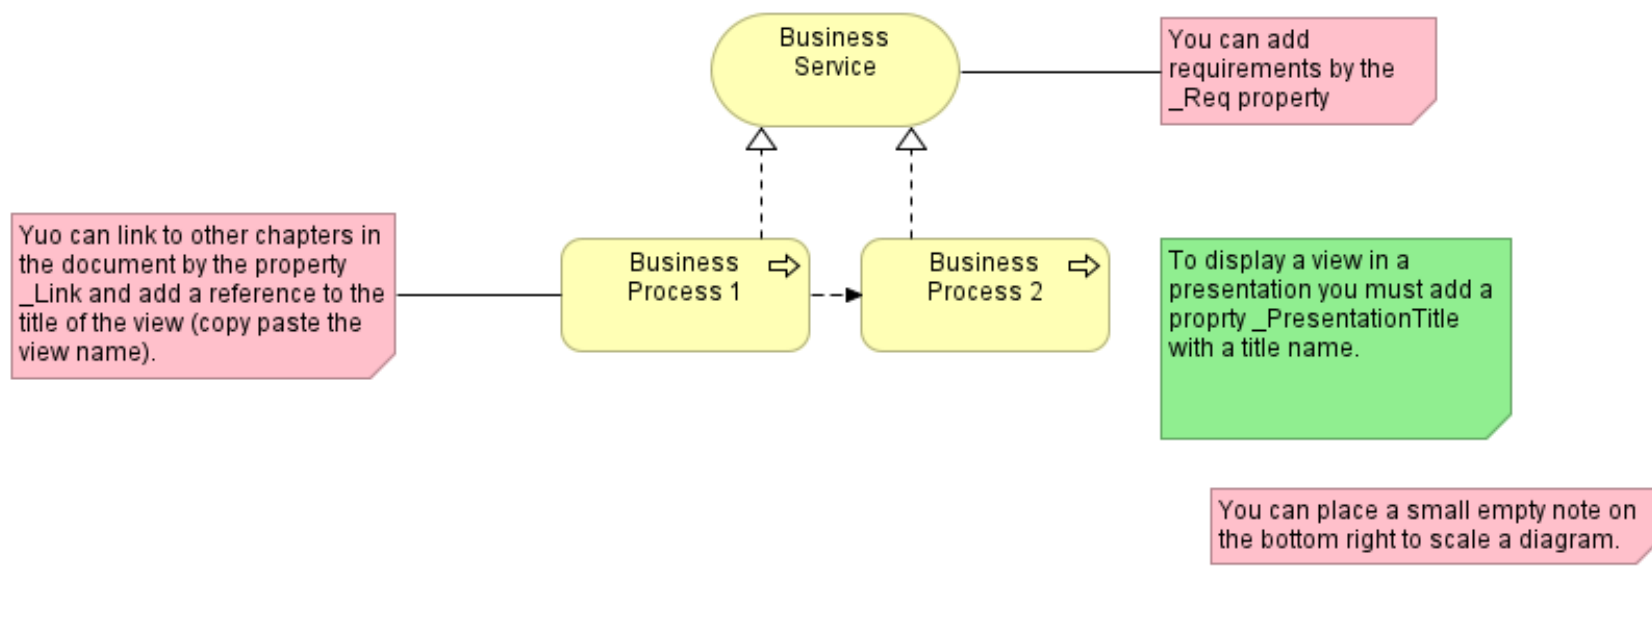 Business
Service
You can add
requirements by the
_Req property
Yuo can link to other chapters in
the document by the property
_Link and add a reference to the
title of the view (copy paste the
view name).
Business
Process 1
Business
Process 2
To display a view in a
presentation you must add a
proprty _PresentationTitle
with a title name.
You can place a small empty note on
the bottom right to scale a diagram.